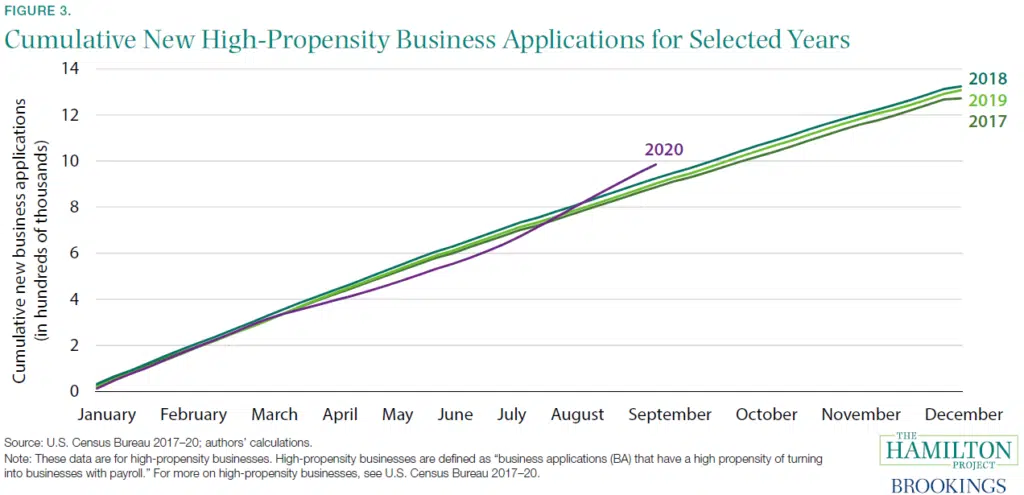 FIGURE 3.
Cumulative New High-Propensity Business Applications for Selected Years
Cumulative new business applications
(in hundreds of thousands)
14
12
10
8
6
4
2
0
2018
2019
2017
2020
January February March April May June July August September October November December
Source: U.S. Census Bureau 2017–20; authors' calculations.
Note: These data are for high-propensity businesses. High-propensity businesses are defined as “business applications (BA) that have a high propensity of turning
into businesses with payroll.” For more on high-propensity businesses, see U.S. Census Bureau 2017–20.
THE
HAMILTON
PROJECT
BROOKINGS